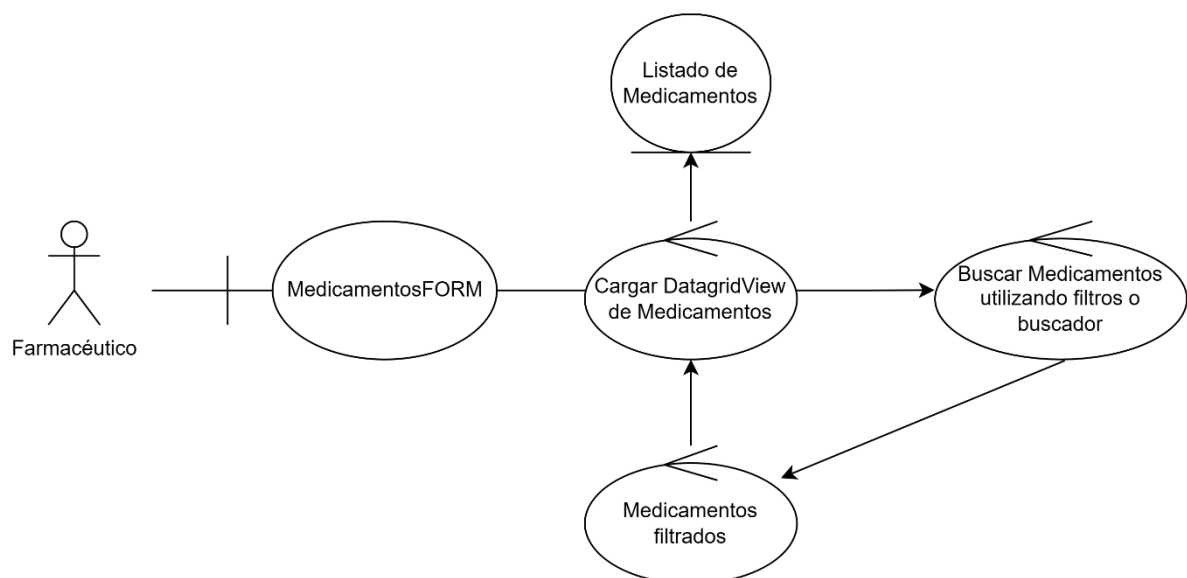 Listado de
Medicamentos
Farmacéutico
MedicamentosFORM
Cargar DatagridView
de Medicamentos
Buscar Medicamentos
utilizando filtros o
buscador
Medicamentos
filtrados